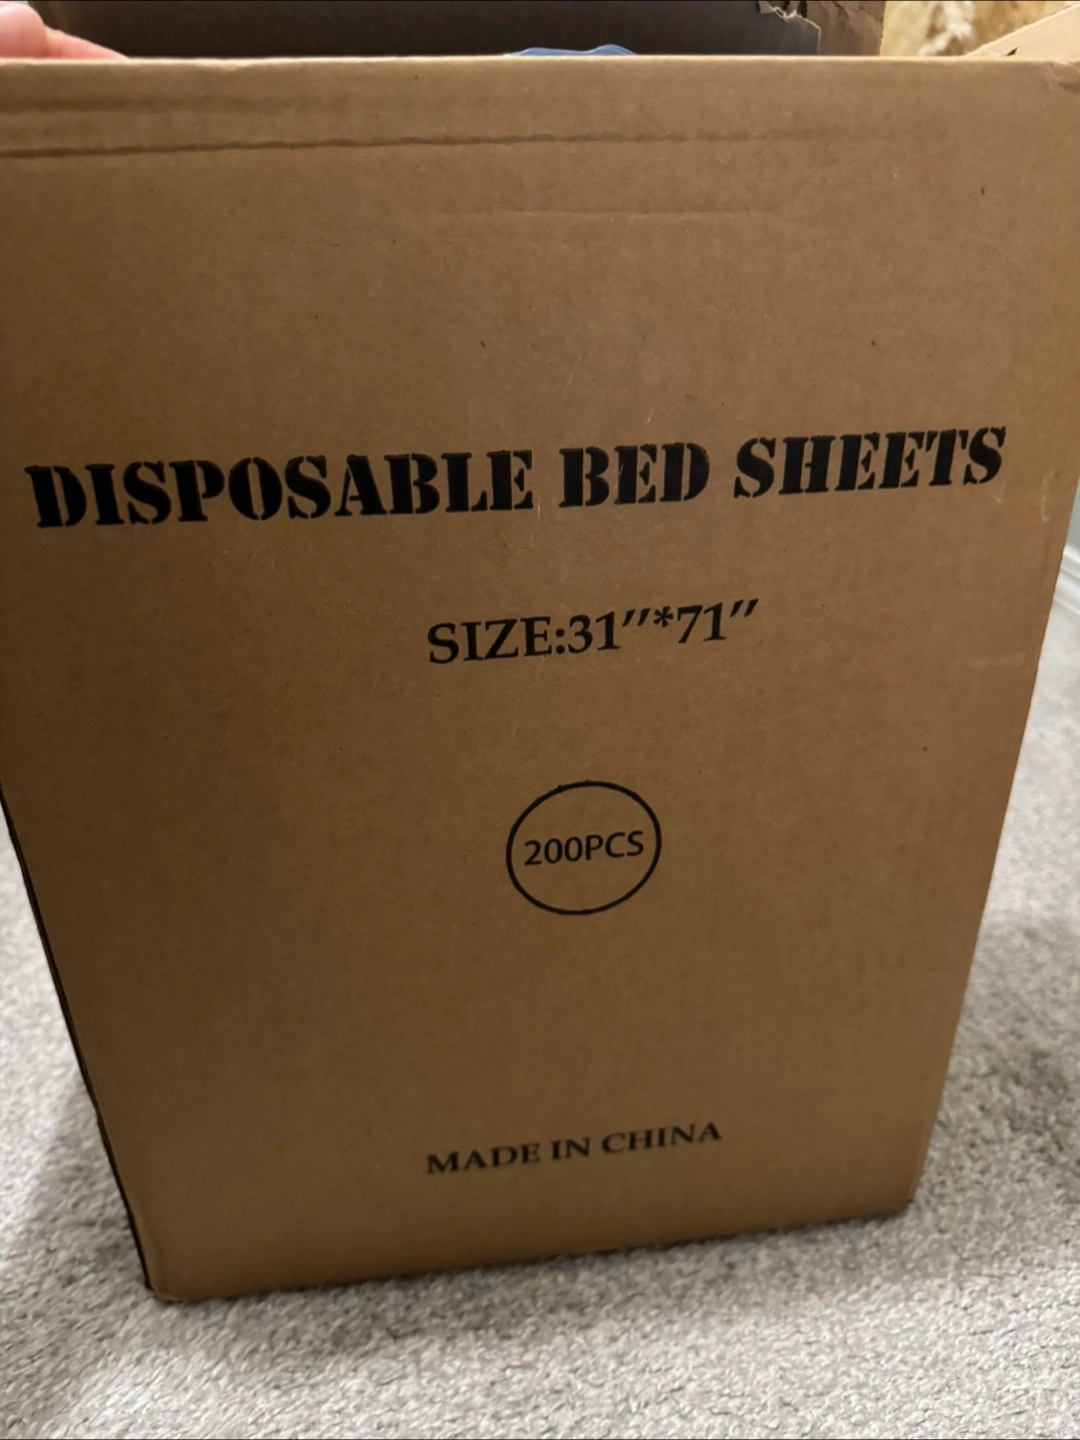 DISPOSABLE BED SHEETS
SIZE:31″*71″
200PCS
MADE IN CHINA